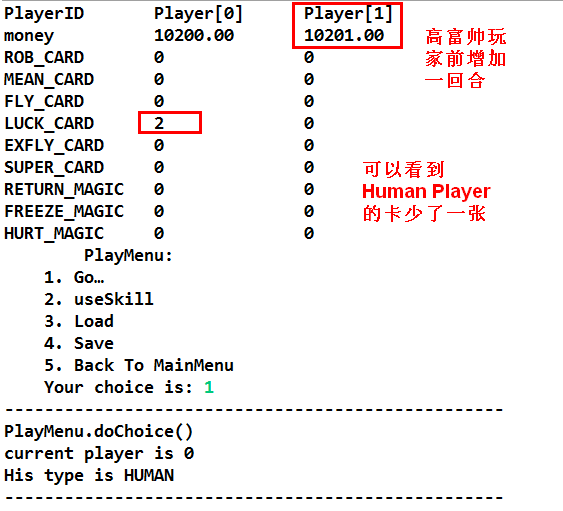 PlayerID Player[0] Player[1]
money 10200.00 10201.00
ROB_CARD 0 0
MEAN_CARD 0 0
FLY_CARD 0 0
LUCK_CARD 2 0
EXFLY_CARD 0 0
SUPER_CARD 0 0
RETURN_MAGIC 0 0
FREEZE_MAGIC 0 0
HURT_MAGIC 0 0
高富帅玩
家前增加
一回合
可以看到
Human Player
的卡少了一张
PlayMenu:
1. Go…
2. useSkill
3. Load
4. Save
5. Back To MainMenu
Your choice is: 1
--------------------------------------------------
PlayMenu.doChoice()
current player is 0
His type is HUMAN
--------------------------------------------------